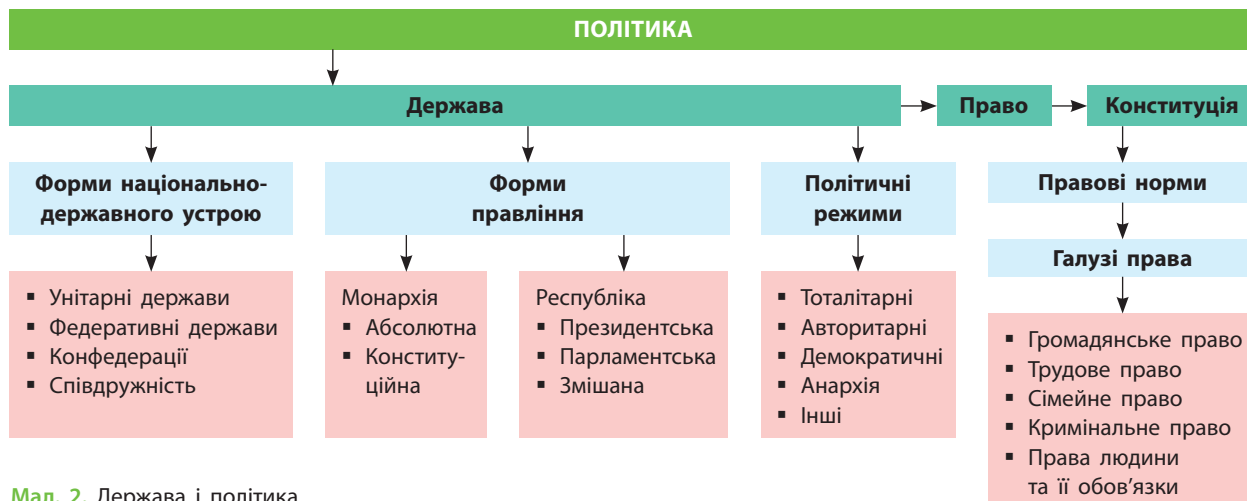 ПОЛІТИКА
Держава
Право
Конституція
Форми національно-
державного устрою
Форми
правління
Політичні
режими
Правові норми
Галузі права
▪ Унітарні держави
▪ Федеративні держави
▪ Конфедерації
▪ Співдружність
Монархія
▪ Абсолютна
▪ Конститу-
ційна
Республіка
▪ Президентська
▪ Парламентська
▪ Змішана
▪ Тоталітарні
▪ Авторитарні
▪ Демократичні
▪ Анархія
▪ Інші
▪ Громадянське право
▪ Трудове право
▪ Сімейне право
▪ Кримінальне право
▪ Права людини
та її обов'язки
Мал. 2. Держава і політика